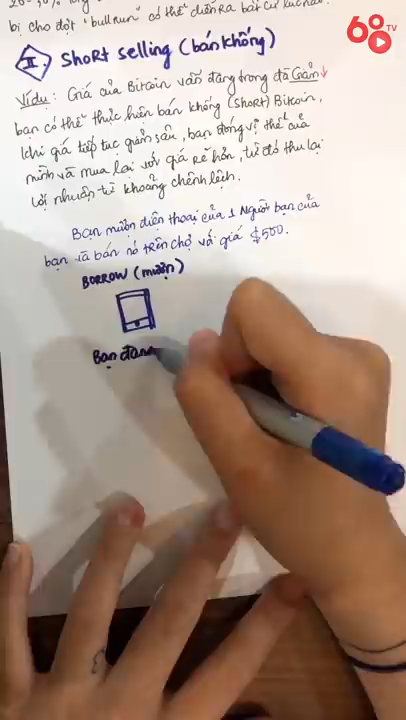 bị cho đợt "bull run" có thể diễn ra bất cứ lúc nào.
68 TV
II. Short selling (bán khống)
Ví dụ: Giá của Bitcoin vẫn đang trong đà Giảm ↓
bạn có thể thực hiện bán khống (short) Bitcoin,
khi giá tiếp tục giảm sâu, bạn đóng vị thế của
mình và mua lại với giá rẻ hơn, từ đó thu lại
lợi nhuận từ khoảng chênh lệch.
Bạn mượn điện thoại của 1 Người bạn của
bạn và bán nó trên chợ với giá $500.
BORROW (mượn)
Bạn đang